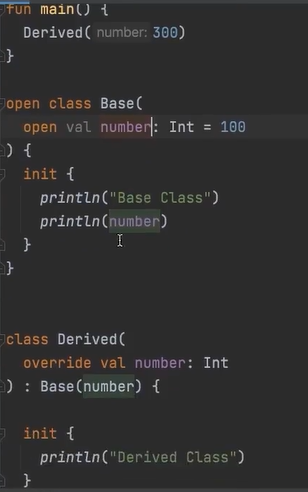 fun main() {
Derived( number: 300)
}
open class Base(
open val number: Int = 100
) {
init {
println("Base Class")
println(number)
}
}
class Derived(
override val number: Int
) : Base(number) {
init {
println("Derived Class")
}